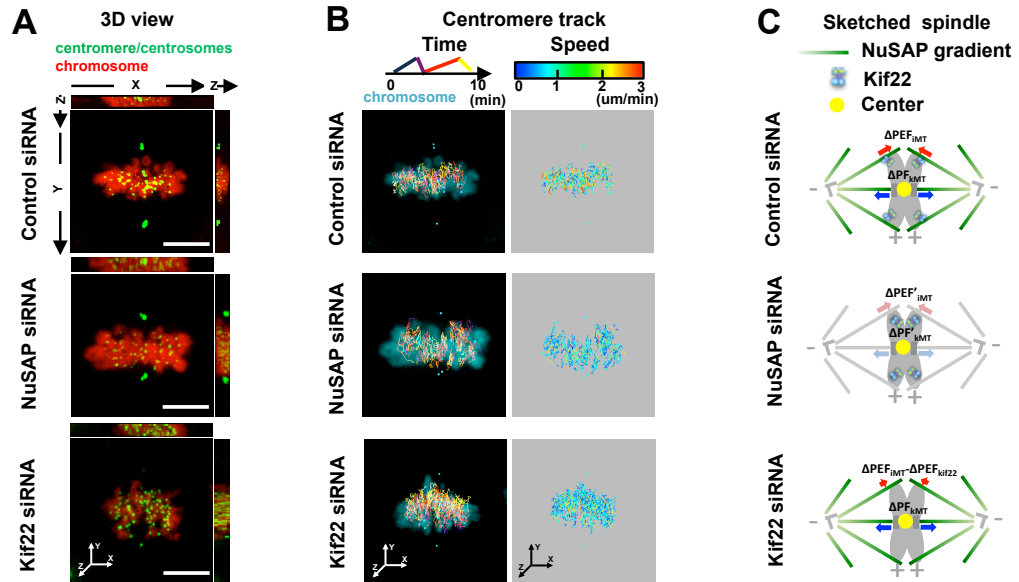 A
3D view
centromere/centrosomes
chromosome
X
Z
Z
Y
Control siRNA
NuSAP siRNA
Kif22 siRNA
Y
X
Z
B
Centromere track
Time
Speed
0
10
(min)
chromosome
0
1
2
3
(um/min)
Control siRNA
NuSAP siRNA
Kif22 siRNA
Y
X
Z
Y
X
Z
C
Sketched spindle
NuSAP gradient
Kif22
Center
Control siRNA
ΔPEFiMT
ΔPFkMT
- -
+ +
NuSAP siRNA
ΔPEF'iMT
ΔPF'kMT
- -
+ +
Kif22 siRNA
ΔPEFiMT-ΔPEFkif22
ΔPFkMT
- -
+ +